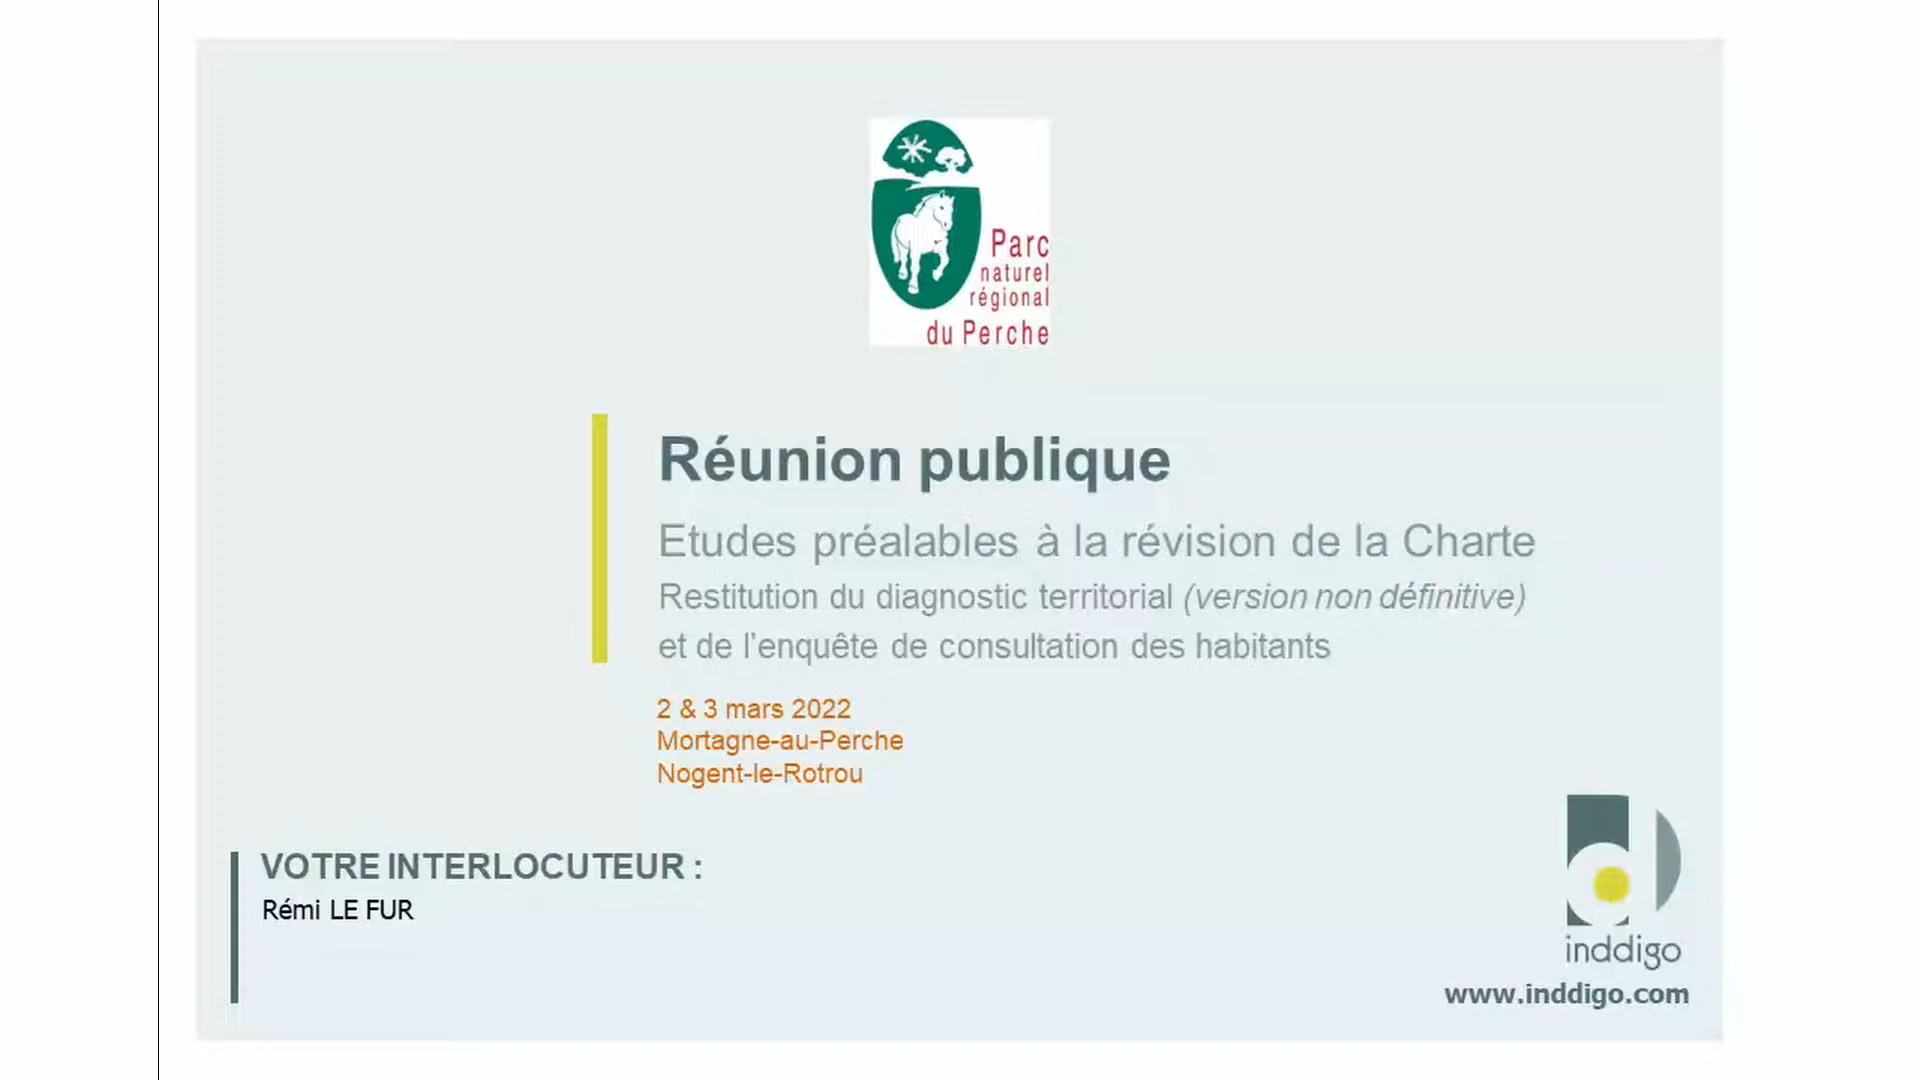 Parc
naturel
régional
du Perche
Réunion publique
Etudes préalables à la révision de la Charte
Restitution du diagnostic territorial (version non définitive)
et de l'enquête de consultation des habitants
2 & 3 mars 2022
Mortagne-au-Perche
Nogent-le-Rotrou
VOTRE INTERLOCUTEUR :
Rémi LE FUR
inddigo
www.inddigo.com